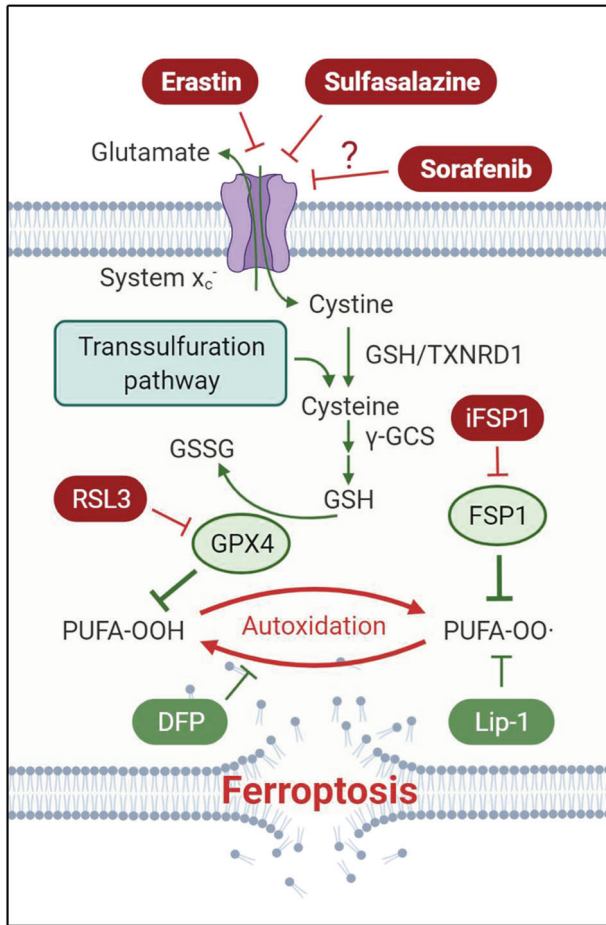 Erastin
Sulfasalazine
Glutamate
?
Sorafenib
System xc-
Cystine
Transsulfuration
pathway
GSH/TXNRD1
Cysteine
iFSP1
γ-GCS
GSSG
RSL3
GSH
FSP1
GPX4
PUFA-OOH
Autoxidation
PUFA-OO·
DFP
Lip-1
Ferroptosis